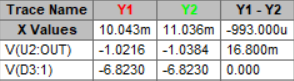 Trace Name Y1 Y2 Y1 - Y2
X Values 10.043m 11.036m -993.000u
V(U2:OUT) -1.0216 -1.0384 16.800m
V(D3:1) -6.8230 -6.8230 0.000